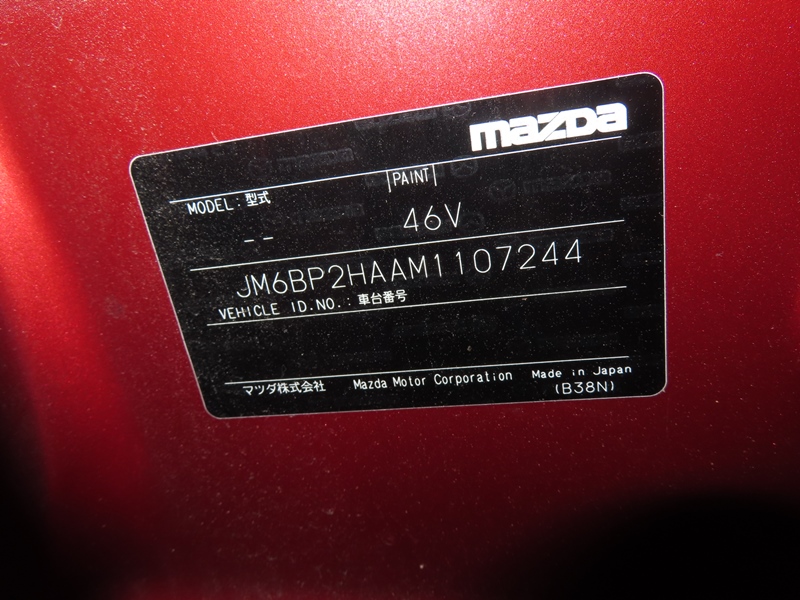 mazda
MODEL: 型式 PAINT
-- 46V
JM6BP2HAAM1107244
VEHICLE ID.NO.: 車台番号
マツダ株式会社 Mazda Motor Corporation Made in Japan
(B38N)